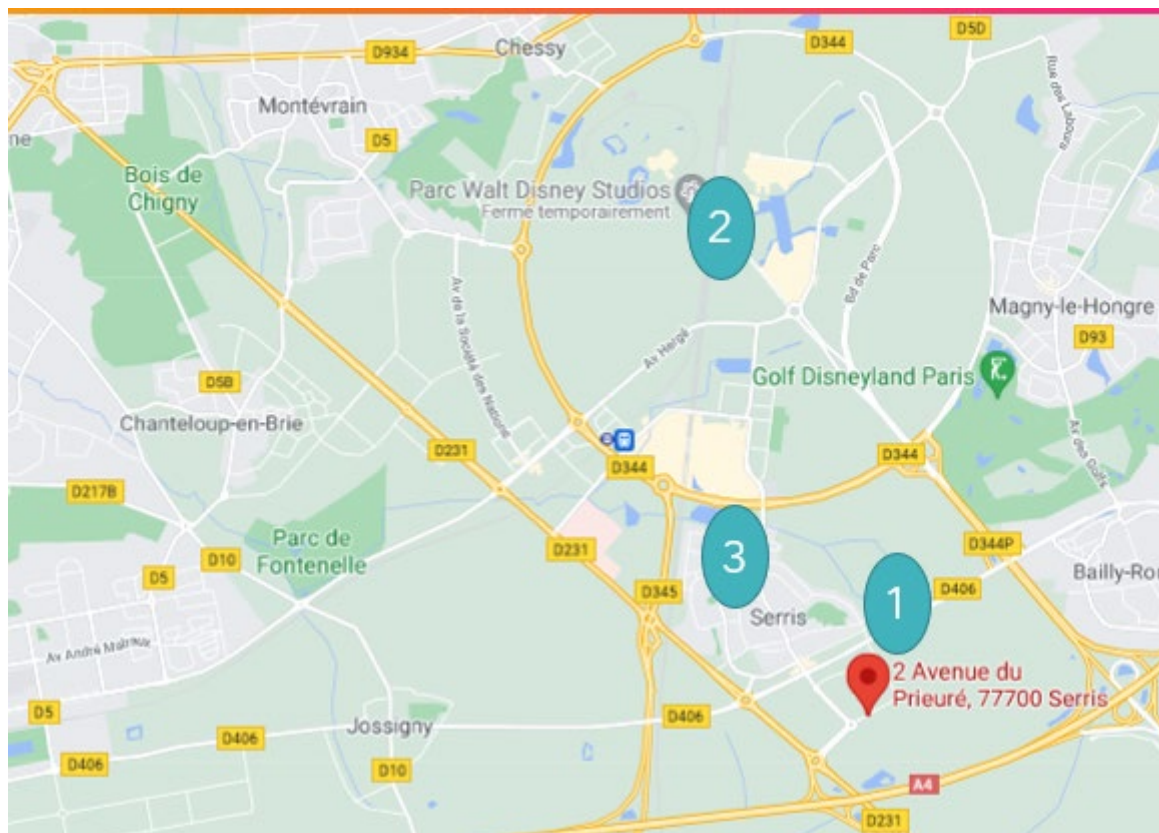 D5D
D344
Chessy
D934
Rue des Labours
Montévrain
ne
D5
Bois de
Chigny
Parc Walt Disney Studios
Fermé temporairement
2
Bd de Parc
Av de la Société des Nations
Magny-le-Hongre
Av Hergé
D93
Golf Disneyland Paris
D5B
Chanteloup-en-Brie
Av des Golfs
D231
D344
D344
D217B
Parc de
Fontenelle
D10
D231
D344P
3
Bailly-Ro
D5
D345
1
D406
Serris
Av André Malraux
2 Avenue du
Prieuré, 77700 Serris
D5
D406
Jossigny
D406
D406
D10
A4
D231